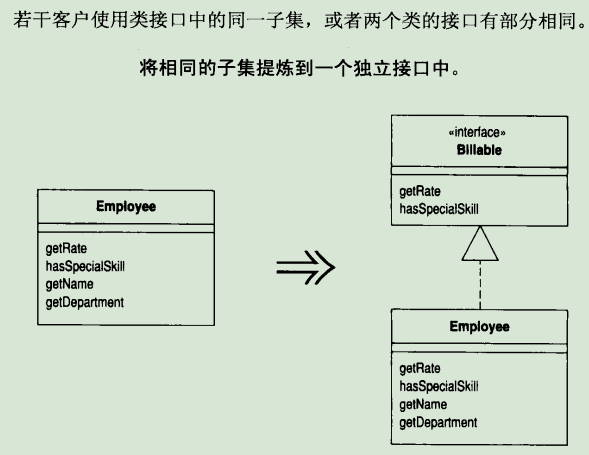 若干客户使用类接口中的同一子集，或者两个类的接口有部分相同。
将相同的子集提炼到一个独立接口中。
Employee
getRate
hasSpecialSkill
getName
getDepartment
«interface»
Billable
getRate
hasSpecialSkill
Employee
getRate
hasSpecialSkill
getName
getDepartment